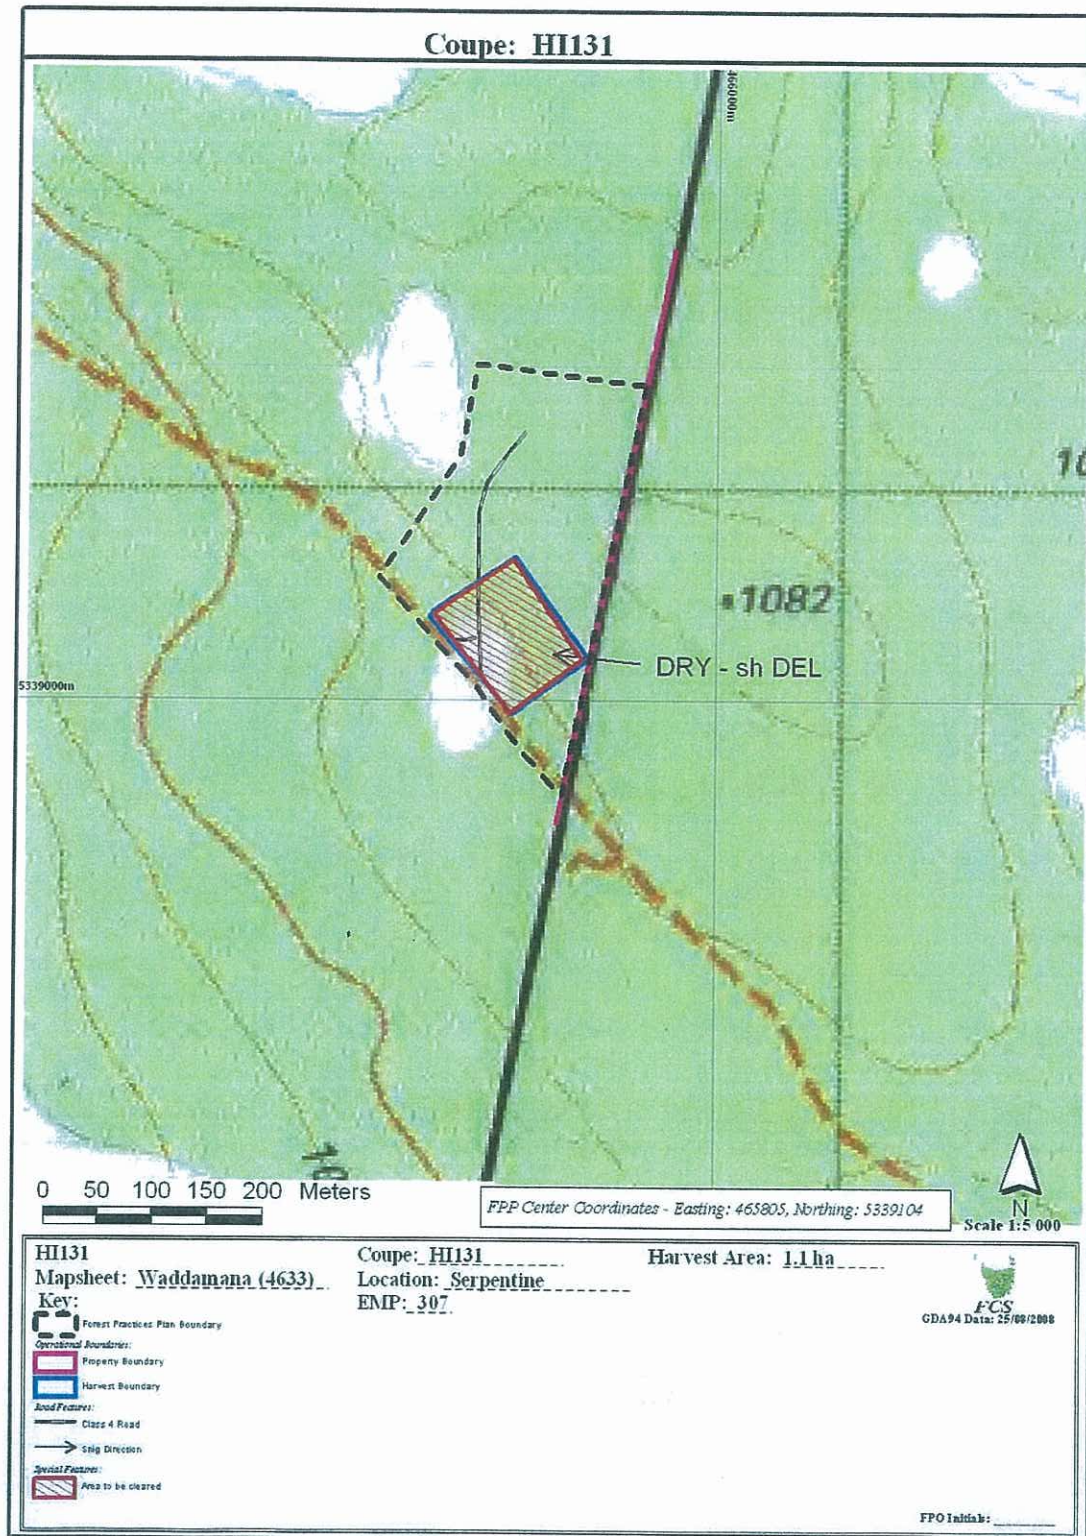 Coupe: HI131
466000m
10
1082
DRY - sh DEL
5339000m
10
0 50 100 150 200 Meters
FPP Center Coordinates - Easting: 465805, Northing: 5339104
N
Scale 1:5 000
HI131
Mapsheet: Waddamana (4633)
Key:
Forest Practices Plan Boundary
Operational Boundaries:
Property Boundary
Harvest Boundary
Road Features:
Class 4 Road
Snig Direction
Special Features:
Area to be cleared
Coupe: HI131
Location: Serpentine
EMP: 307
Harvest Area: 1.1 ha
FCS
GDA94 Data: 25/08/2008
FPO Initials: